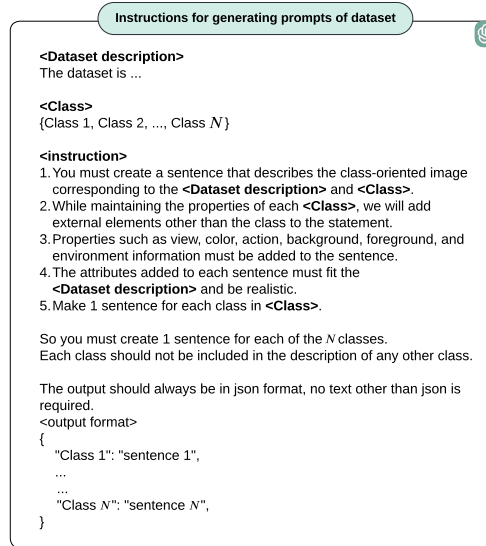 Instructions for generating prompts of dataset
<Dataset description>
The dataset is ...
<Class>
{Class 1, Class 2, ..., Class N}
<instruction>
1. You must create a sentence that describes the class-oriented image
corresponding to the <Dataset description> and <Class>.
2. While maintaining the properties of each <Class>, we will add
external elements other than the class to the statement.
3. Properties such as view, color, action, background, foreground, and
environment information must be added to the sentence.
4. The attributes added to each sentence must fit the
<Dataset description> and be realistic.
5. Make 1 sentence for each class in <Class>.
So you must create 1 sentence for each of the N classes.
Each class should not be included in the description of any other class.
The output should always be in json format, no text other than json is
required.
<output format>
{
"Class 1": "sentence 1",
...
...
"Class N": "sentence N",
}